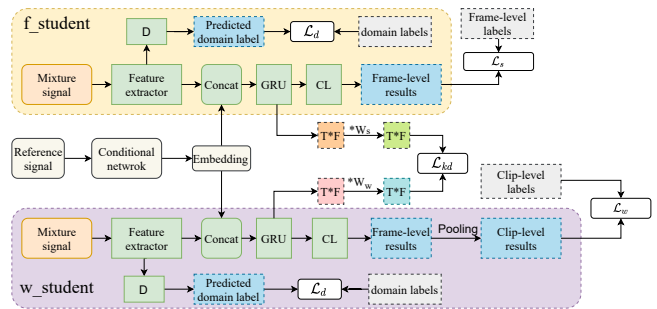 f_student
D
Predicted
domain label
ℒd
domain labels
Frame-level
labels
ℒs
Mixture
signal
Feature
extractor
Concat
GRU
CL
Frame-level
results
T*F
*Ws
T*F
Reference
signal
Conditional
netwrok
Embedding
ℒkd
T*F
*Ww
T*F
Clip-level
labels
ℒw
Mixture
signal
Feature
extractor
Concat
GRU
CL
Frame-level
results
Pooling
Clip-level
results
w_student
D
Predicted
domain label
ℒd
domain labels